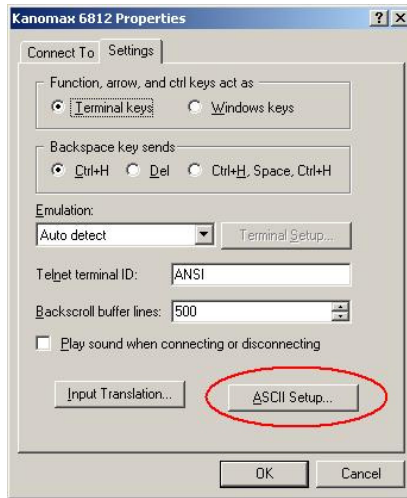 Kanomax 6812 Properties
Connect To Settings
Function, arrow, and ctrl keys act as
Terminal keys Windows keys
Backspace key sends
Ctrl+H Del Ctrl+H, Space, Ctrl+H
Emulation:
Auto detect Terminal Setup...
Telnet terminal ID: ANSI
Backscroll buffer lines: 500
Play sound when connecting or disconnecting
Input Translation... ASCII Setup...
OK Cancel